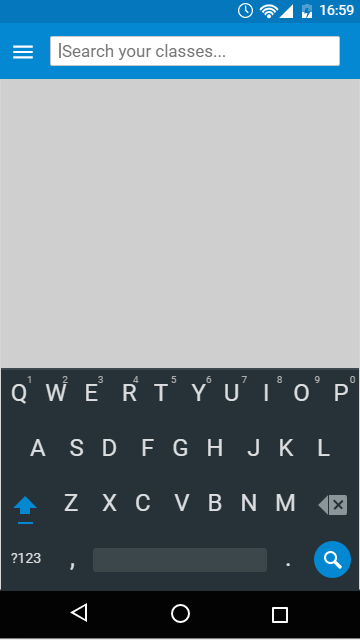 16:59
Search your classes...
1 2 3 4 5 6 7 8 9 0
Q W E R T Y U I O P
A S D F G H J K L
Z X C V B N M
?123 , .